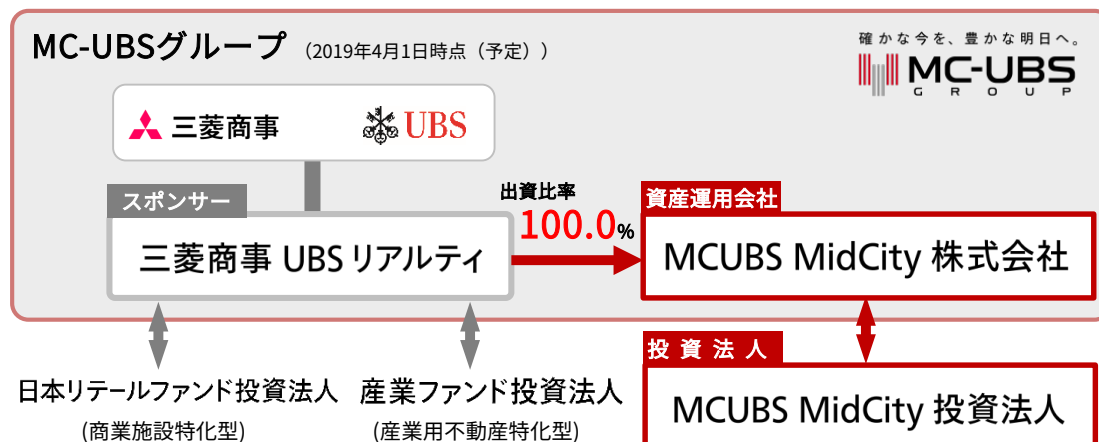 MC-UBSグループ (2019年4月1日時点（予定）)
確かな今を、豊かな明日へ。
MC-UBS
GROUP
三菱商事 UBS
スポンサー
三菱商事 UBS リアルティ
出資比率
100.0%
資産運用会社
MCUBS MidCity 株式会社
投資法人
MCUBS MidCity 投資法人
日本リテールファンド投資法人
(商業施設特化型)
産業ファンド投資法人
(産業用不動産特化型)